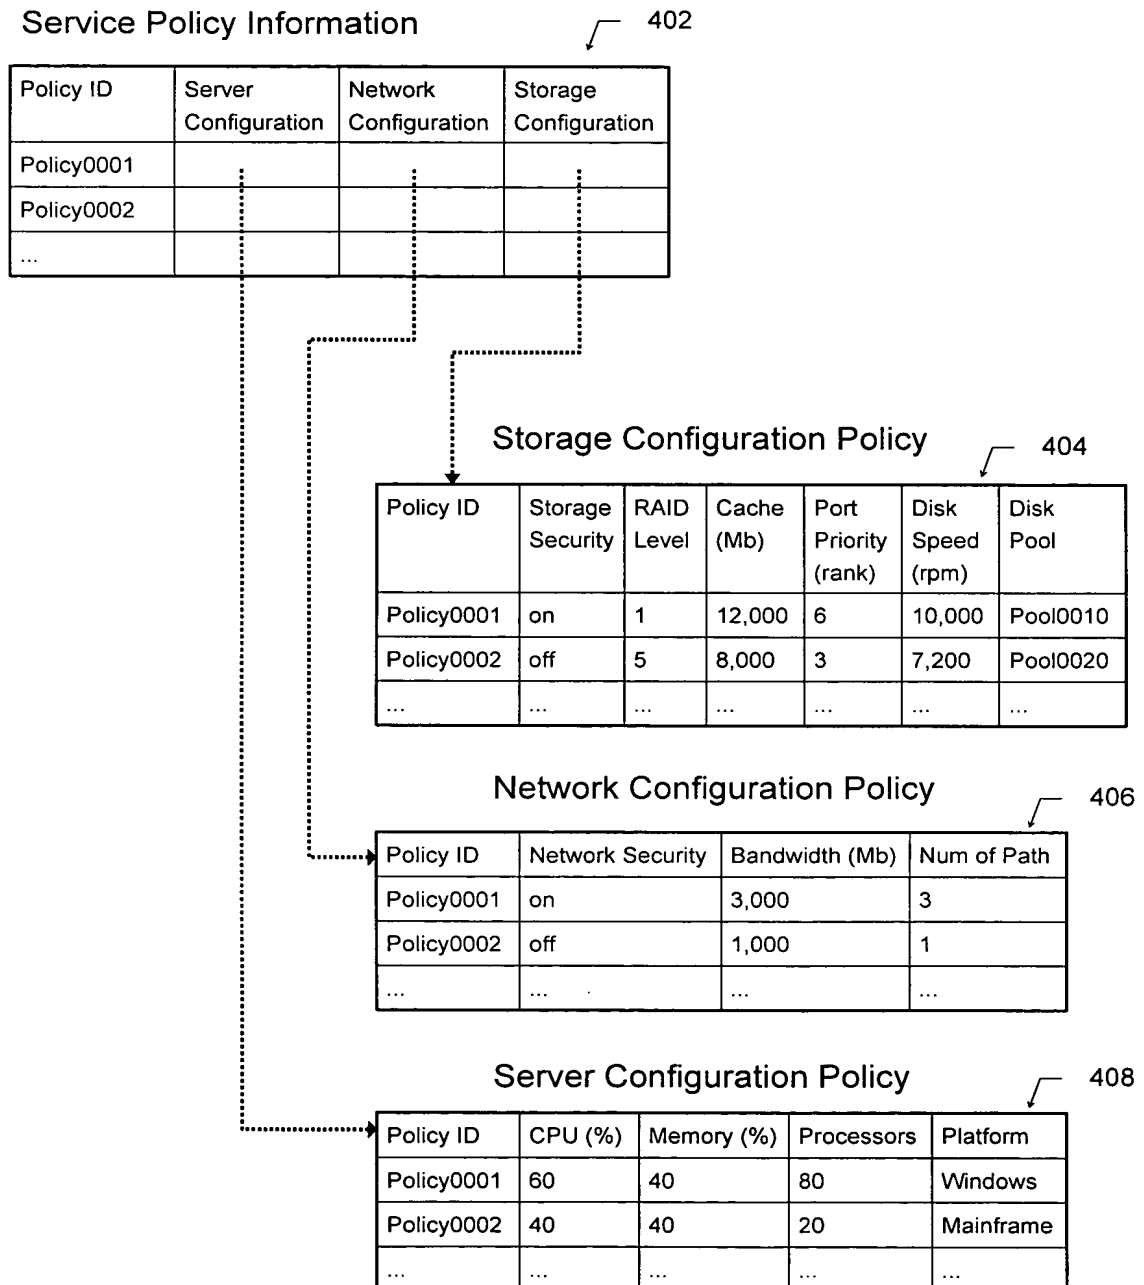 Service Policy Information
402
Policy ID Server Configuration Network Configuration Storage Configuration
Policy0001
Policy0002
...
Storage Configuration Policy
404
Policy ID Storage Security RAID Level Cache (Mb) Port Priority (rank) Disk Speed (rpm) Disk Pool
Policy0001 on 1 12,000 6 10,000 Pool0010
Policy0002 off 5 8,000 3 7,200 Pool0020
... ... ... ... ... ... ...
Network Configuration Policy
406
Policy ID Network Security Bandwidth (Mb) Num of Path
Policy0001 on 3,000 3
Policy0002 off 1,000 1
... ... ... ...
Server Configuration Policy
408
Policy ID CPU (%) Memory (%) Processors Platform
Policy0001 60 40 80 Windows
Policy0002 40 40 20 Mainframe
... ... ... ... ...